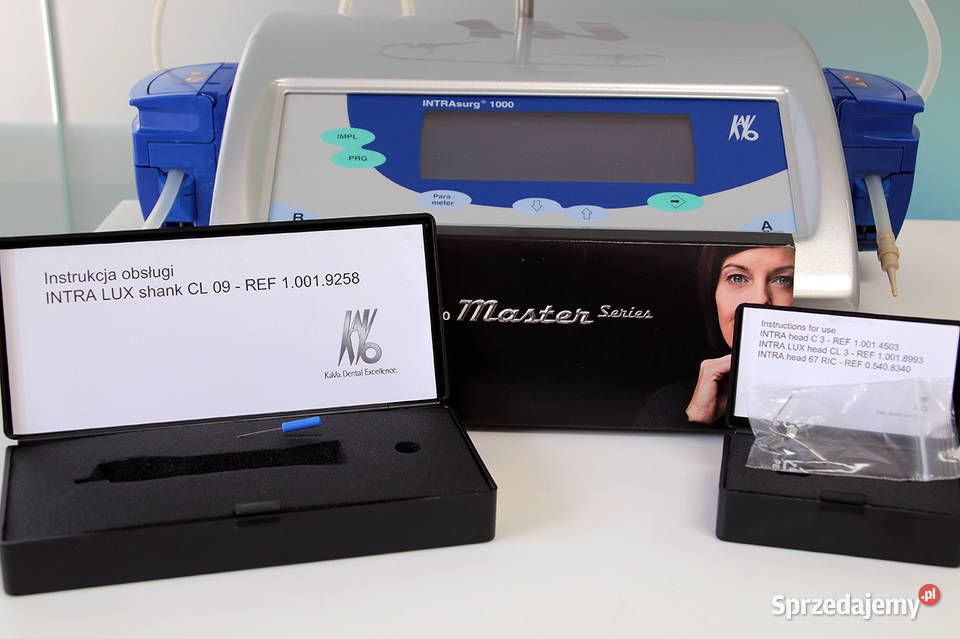 INTRAsurg® 1000
KAVO
IMPL
PRG
Para-
meter
B
A
Instrukcja obsługi
INTRA LUX shank CL 09 - REF 1.001.9258
KAVO
KaVo. Dental Excellence.
o Master Series
Instructions for use
INTRA head C 3 - REF 1.001.4503
INTRA LUX head CL 3 - REF 1.001.8993
INTRA head 67 RIC - REF 0.540.8340
Sprzedajemy.pl